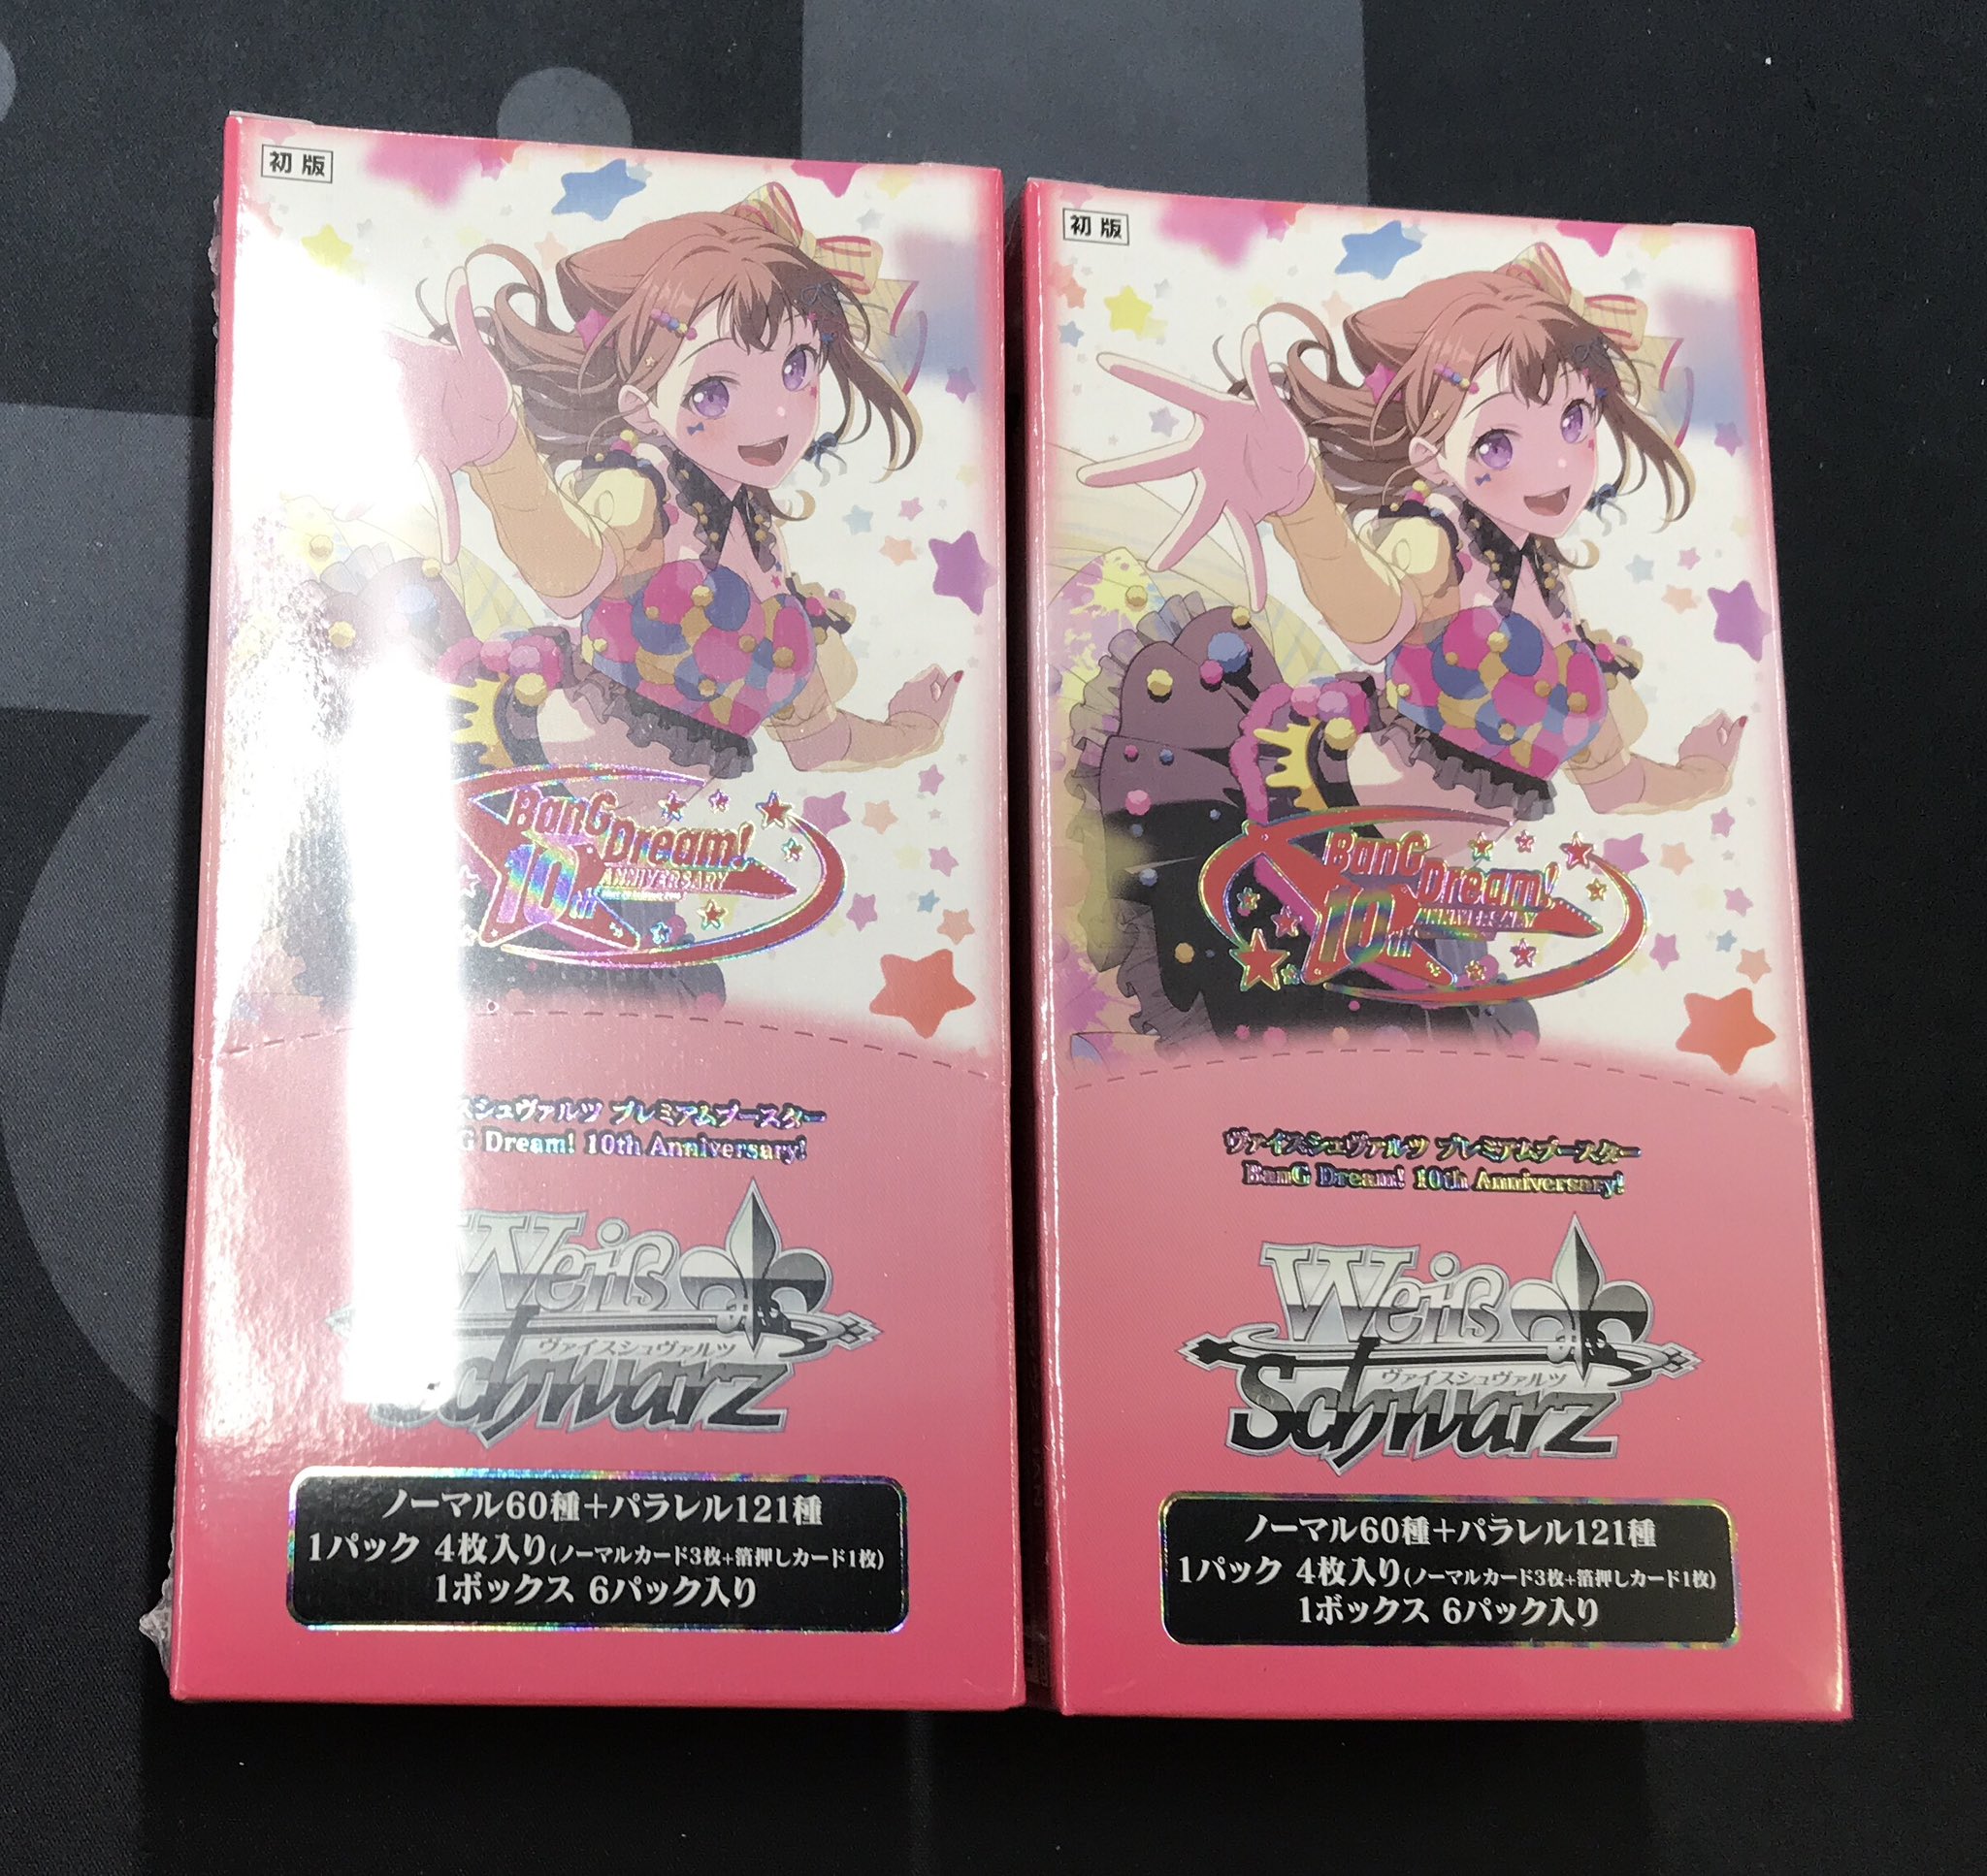 初版
BanG
Dream!
10th
ANNIVERSARY
スシュヴァルツ プレミアムブースター
G Dream! 10th Anniversary!
Weiß
ヴァイスシュヴァルツ
Schwarz
ノーマル60種+パラレル121種
1パック 4枚入り(ノーマルカード3枚+箔押しカード1枚)
1ボックス 6パック入り
初版
BanG
Dream!
10th
ANNIVERSARY
ヴァイスシュヴァルツ プレミアムブースター
BanG Dream! 10th Anniversary!
Weiß
ヴァイスシュヴァルツ
Schwarz
ノーマル60種+パラレル121種
1パック 4枚入り(ノーマルカード3枚+箔押しカード1枚)
1ボックス 6パック入り